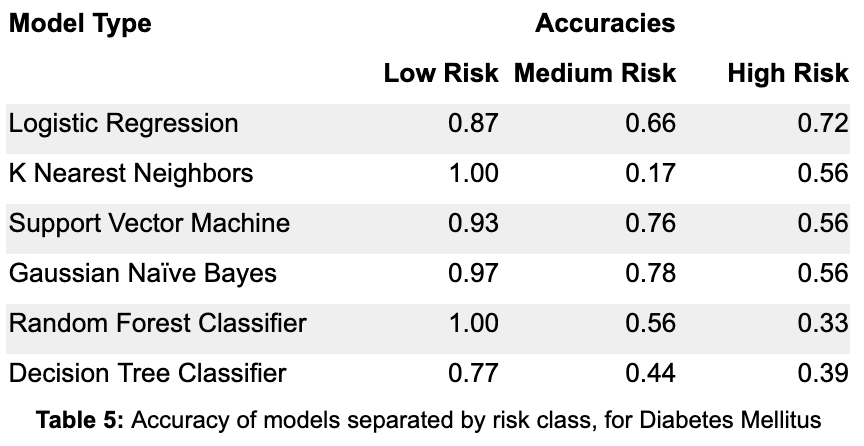 Model Type Accuracies
Low Risk Medium Risk High Risk
Logistic Regression 0.87 0.66 0.72
K Nearest Neighbors 1.00 0.17 0.56
Support Vector Machine 0.93 0.76 0.56
Gaussian Naïve Bayes 0.97 0.78 0.56
Random Forest Classifier 1.00 0.56 0.33
Decision Tree Classifier 0.77 0.44 0.39
Table 5: Accuracy of models separated by risk class, for Diabetes Mellitus